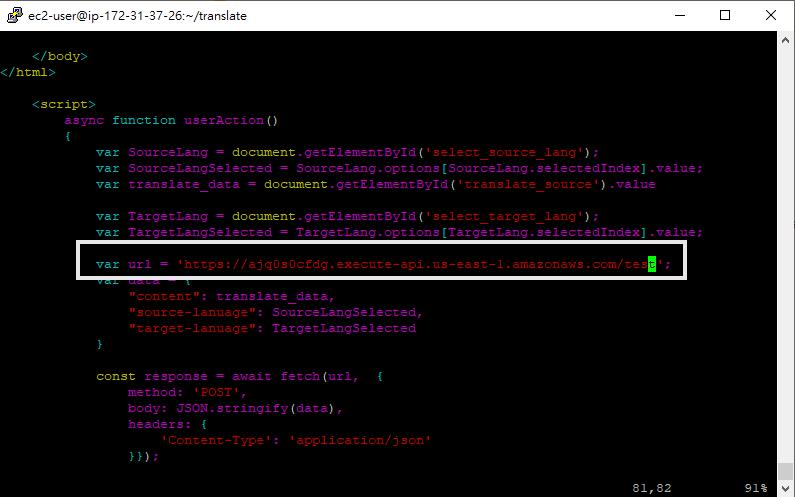 ec2-user@ip-172-31-37-26:~/translate
</body>
</html>
<script>
async function userAction()
{
var SourceLang = document.getElementById('select_source_lang');
var SourceLangSelected = SourceLang.options[SourceLang.selectedIndex].value;
var translate_data = document.getElementById('translate_source').value
var TargetLang = document.getElementById('select_target_lang');
var TargetLangSelected = TargetLang.options[TargetLang.selectedIndex].value;
var url = 'https://ajq0s0cfdg.execute-api.us-east-1.amazonaws.com/test';
var data = {
"content": translate_data,
"source-lanuage": SourceLangSelected,
"target-lanuage": TargetLangSelected
}
const response = await fetch(url, {
method: 'POST',
body: JSON.stringify(data),
headers: {
'Content-Type': 'application/json'
}});
81,82 91%